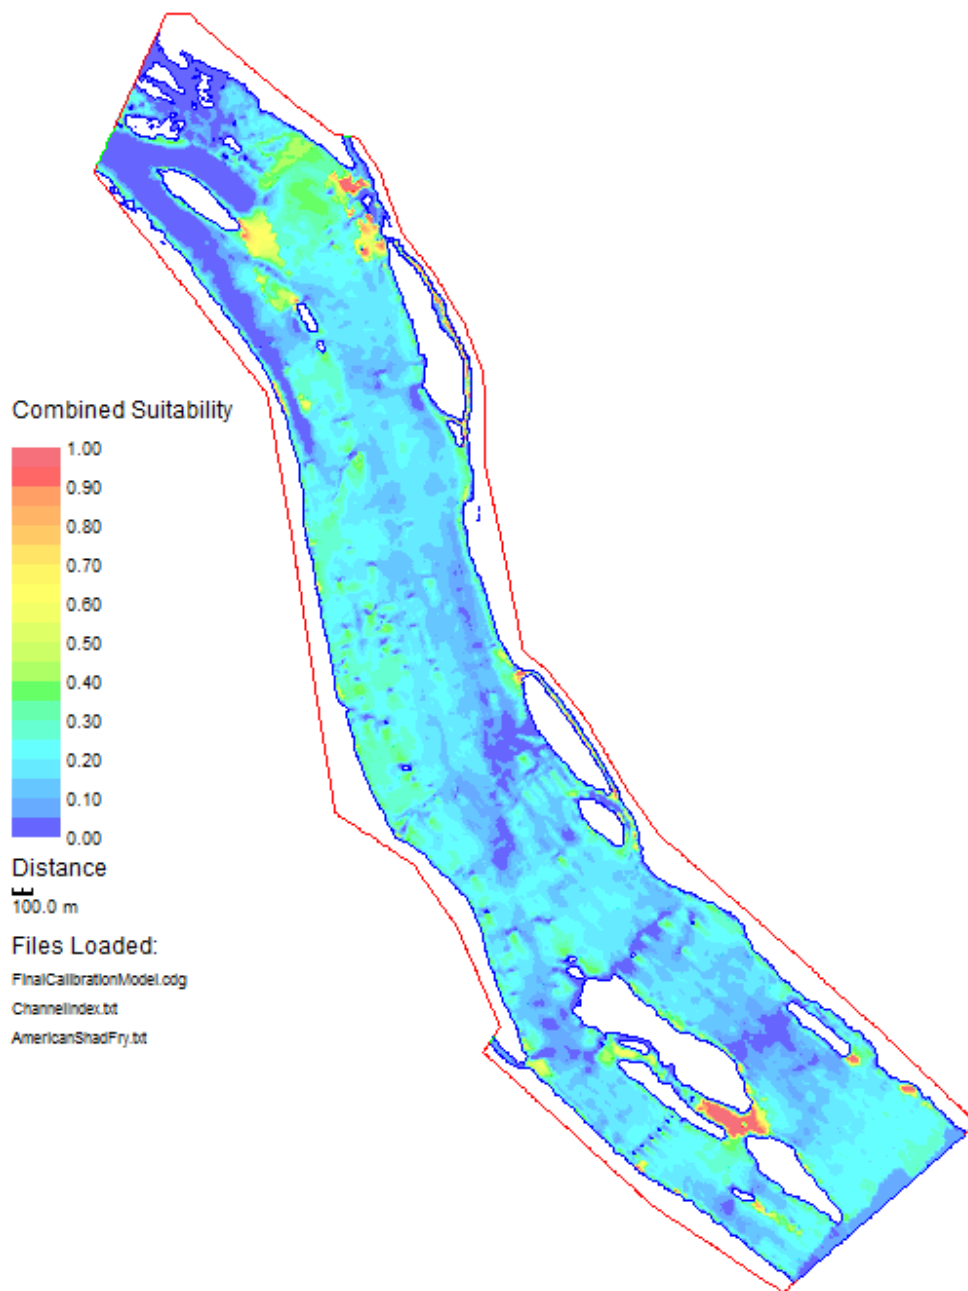 Combined Suitability
1.00
0.90
0.80
0.70
0.60
0.50
0.40
0.30
0.20
0.10
0.00
Distance
100.0 m
Files Loaded:
FinalCalibrationModel.cdg
ChannelIndex.txt
AmericanShadFry.txt